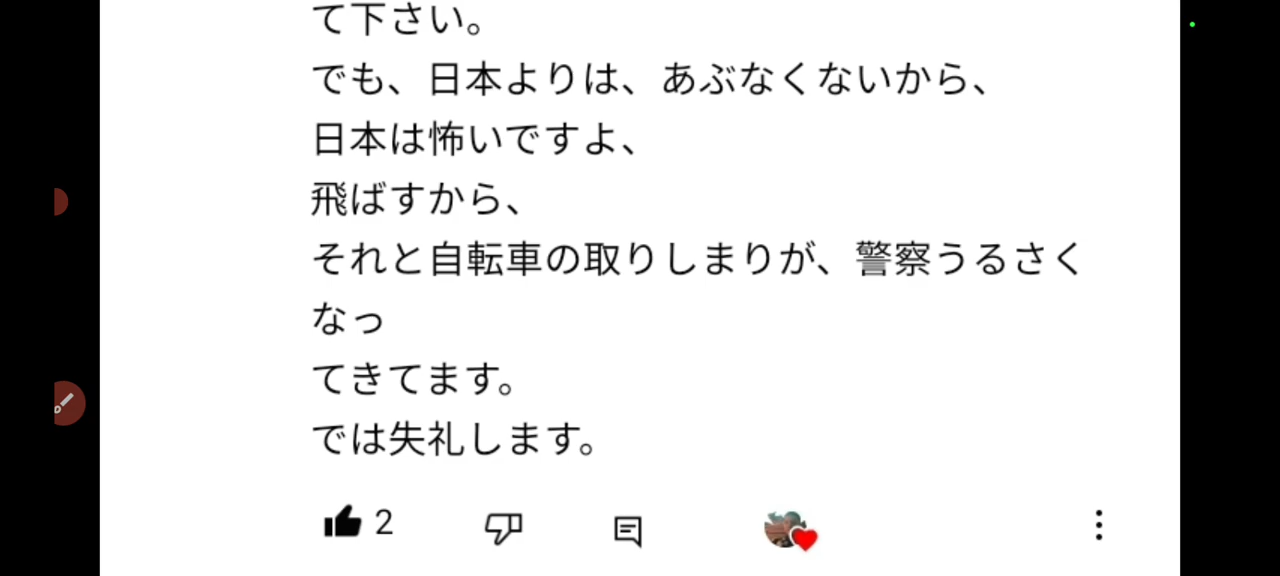 て下さい。
でも、日本よりは、あぶなくないから、
日本は怖いですよ、
飛ばすから、
それと自転車の取りしまりが、警察うるさく
なっ
てきてます。
では失礼します。
2